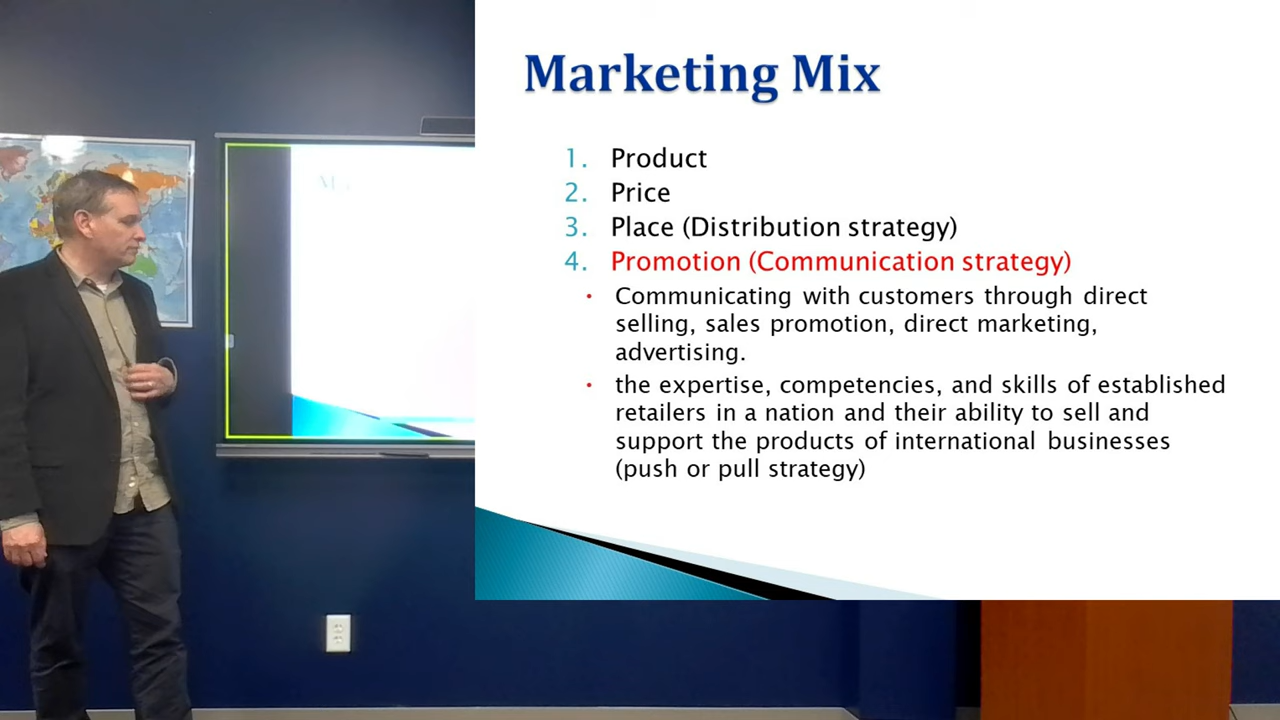 Marketing Mix
1. Product
2. Price
3. Place (Distribution strategy)
4. Promotion (Communication strategy)
• Communicating with customers through direct
selling, sales promotion, direct marketing,
advertising.
• the expertise, competencies, and skills of established
retailers in a nation and their ability to sell and
support the products of international businesses
(push or pull strategy)